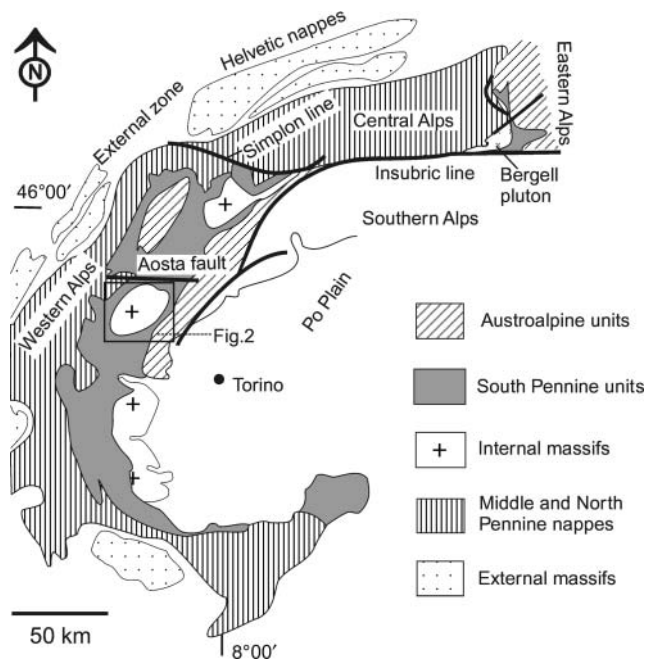 N
Helvetic nappes
External zone
Simplon line
Central Alps
Eastern Alps
Bergell
pluton
Insubric line
46°00'
Southern Alps
Aosta fault
Western Alps
Po Plain
Fig.2
Torino
Austroalpine units
South Pennine units
Internal massifs
Middle and North
Pennine nappes
External massifs
50 km
8°00'